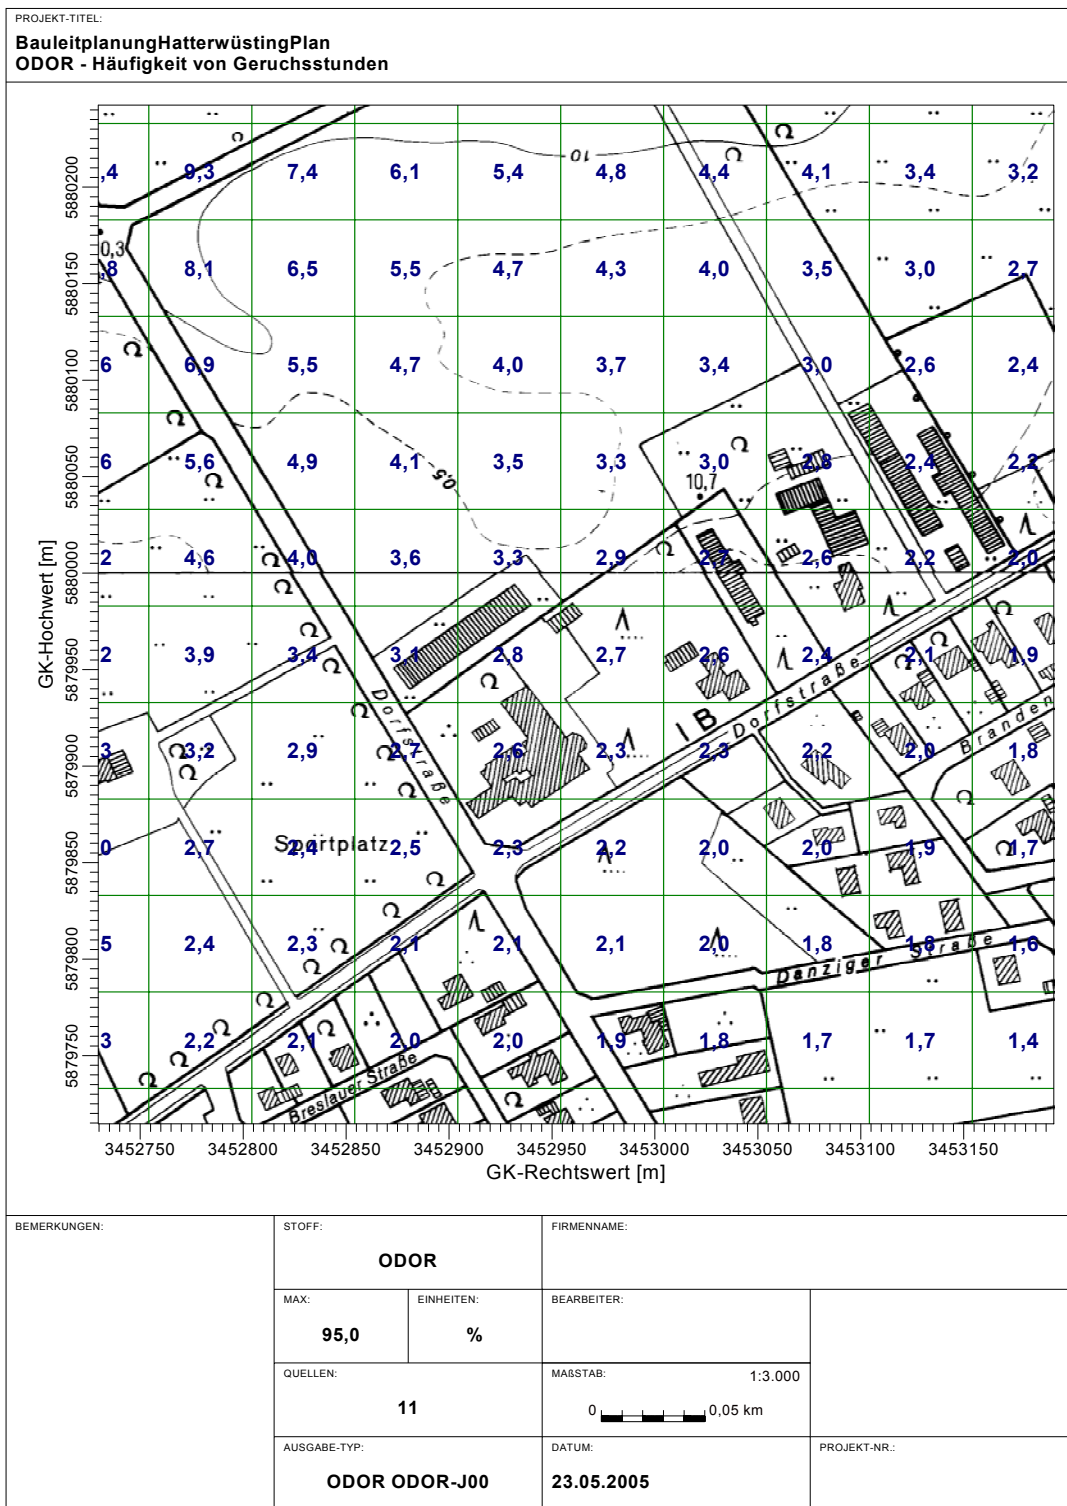 PROJEKT-TITEL:
BauleitplanungHatterwüstingPlan
ODOR - Häufigkeit von Geruchsstunden
,4 9,3 7,4 6,1 5,4 4,8 4,4 4,1 3,4 3,2
10
5880200
0,3
,8 8,1 6,5 5,5 4,7 4,3 4,0 3,5 3,0 2,7
5880150
6 6,9 5,5 4,7 4,0 3,7 3,4 3,0 2,6 2,4
5880100
6 5,6 4,9 4,1 3,5 3,3 3,0 2,8 2,4 2,2
5880050
10,7
2 4,6 4,0 3,6 3,3 2,9 2,7 2,6 2,2 2,0
5880000
2 3,9 3,4 3,1 2,8 2,7 2,6 2,4 2,1 1,9
5879950
GK-Hochwert [m]
Dorfstraße
Dorfstraße
IB
Branden
3 3,2 2,9 2,7 2,6 2,3 2,3 2,2 2,0 1,8
5879900
Sportplatz
0 2,7 2,4 2,5 2,3 2,2 2,0 2,0 1,9 1,7
5879850
5 2,4 2,3 2,1 2,1 2,1 2,0 1,8 1,8 1,6
5879800
Danziger Straße
3 2,2 2,1 2,0 2,0 1,9 1,8 1,7 1,7 1,4
5879750
Breslauer Straße
3452750 3452800 3452850 3452900 3452950 3453000 3453050 3453100 3453150
GK-Rechtswert [m]
BEMERKUNGEN:
STOFF:
ODOR
FIRMENNAME:
MAX:
95,0
EINHEITEN:
%
BEARBEITER:
QUELLEN:
11
MAßSTAB:
1:3.000
0 0,05 km
AUSGABE-TYP:
ODOR ODOR-J00
DATUM:
23.05.2005
PROJEKT-NR.: